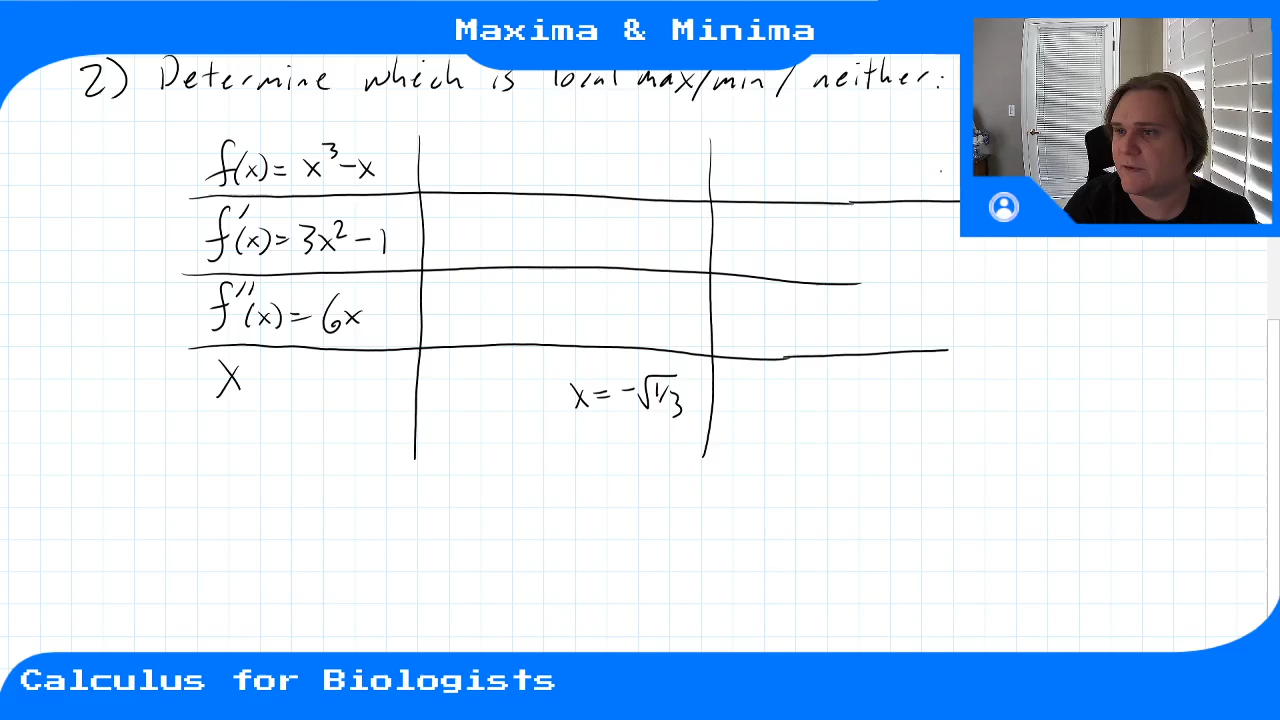 Maxima & Minima
2) Determine which is local max/min/neither:
f(x) = x³-x
f'(x) = 3x²-1
f''(x) = 6x
x
x = -√1/3
Calculus for Biologists